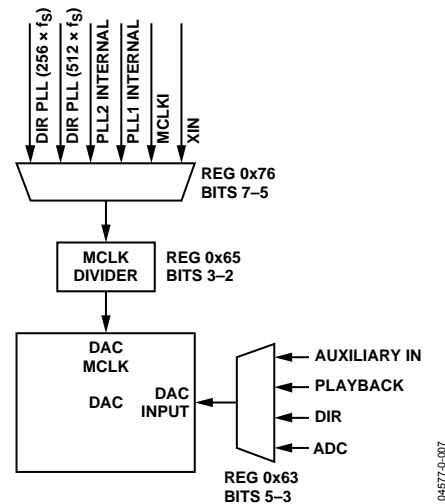 DIR PLL (256 × fS)
DIR PLL (512 × fS)
PLL2 INTERNAL
PLL1 INTERNAL
MCLKI
XIN
REG 0x76
BITS 7–5
MCLK
DIVIDER
REG 0x65
BITS 3–2
DAC
MCLK
DAC
DAC
INPUT
AUXILIARY IN
PLAYBACK
DIR
ADC
REG 0x63
BITS 5–3
04577-0-007